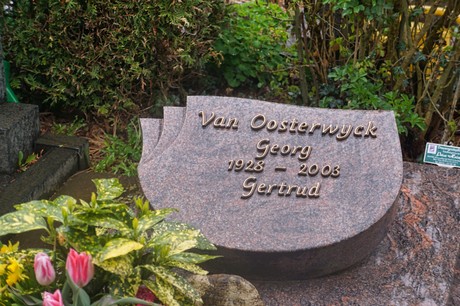 Van Oosterwyck
Georg
1928 - 2003
Gertrud